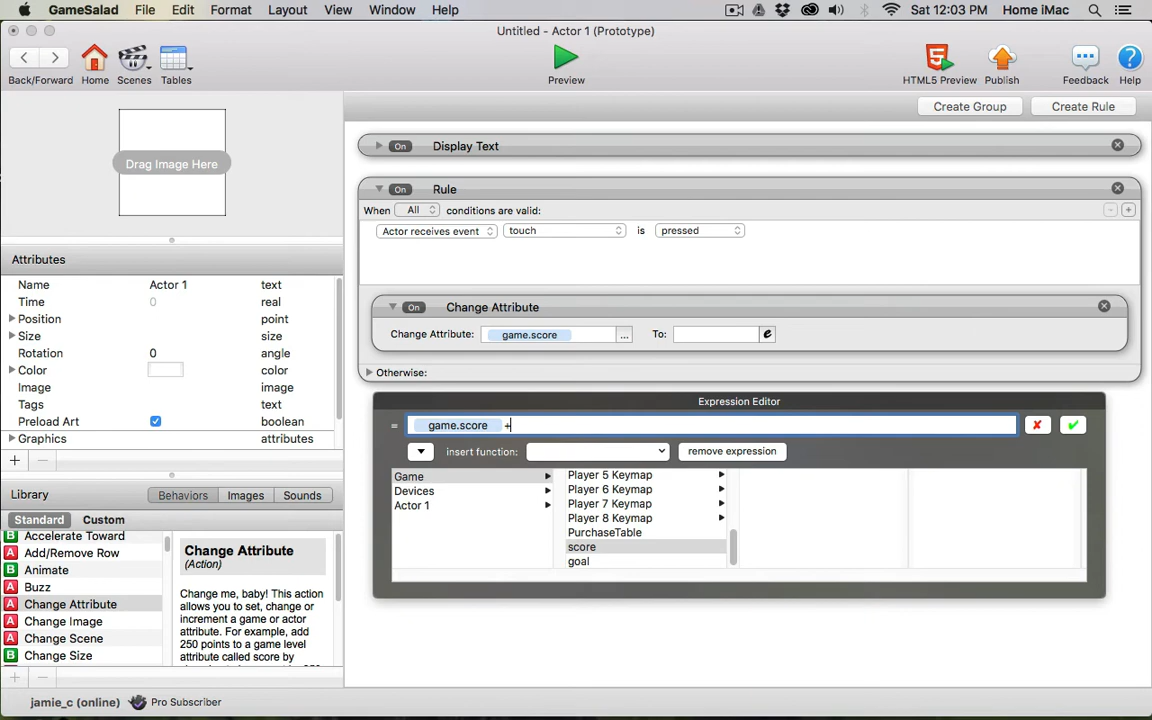 GameSalad File Edit Format Layout View Window Help Sat 12:03 PM Home iMac
Untitled - Actor 1 (Prototype)
Back/Forward Home Scenes Tables Preview HTML5 Preview Publish Feedback Help
Create Group Create Rule
Drag Image Here
On Display Text
On Rule
When All conditions are valid:
Actor receives event touch is pressed
Attributes
Name Actor 1 text
Time 0 real
Position point
Size size
Rotation 0 angle
Color color
Image image
Tags text
Preload Art boolean
Graphics attributes
On Change Attribute
Change Attribute: game.score ... To: e
Otherwise:
Expression Editor
= game.score +
insert function: remove expression
Game
Devices
Actor 1
Player 5 Keymap
Player 6 Keymap
Player 7 Keymap
Player 8 Keymap
PurchaseTable
score
goal
Library Behaviors Images Sounds
Standard Custom
B Accelerate Toward
A Add/Remove Row
B Animate
A Buzz
A Change Attribute
A Change Image
A Change Scene
B Change Size
Change Attribute
(Action)
Change me, baby! This action
allows you to set, change or
increment a game or actor
attribute. For example, add
250 points to a game level
attribute called score by
jamie_c (online) Pro Subscriber